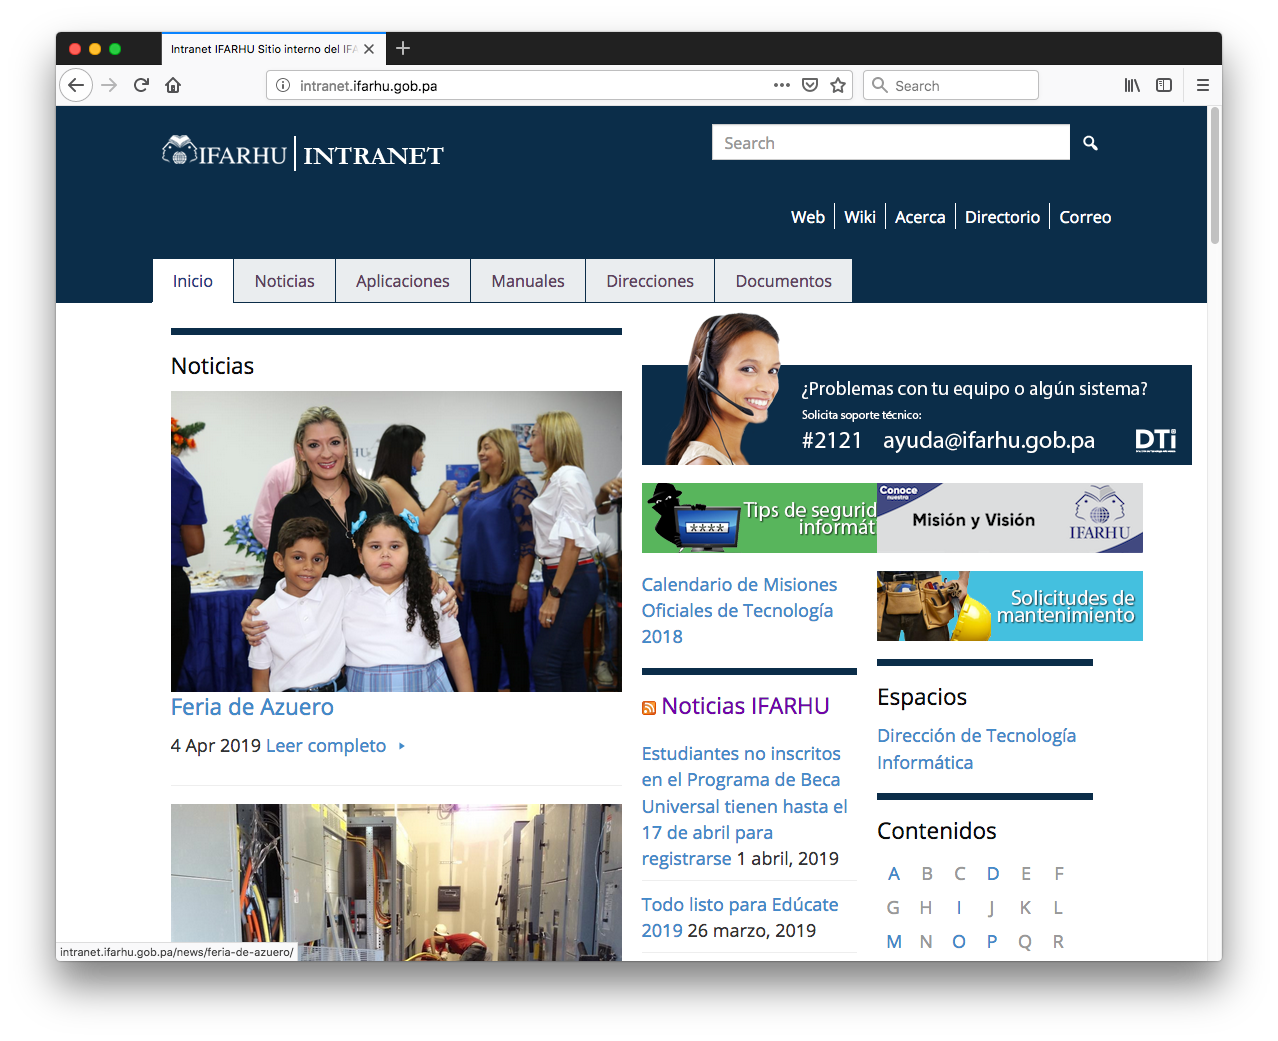 Intranet IFARHU Sitio interno del IFA
intranet.ifarhu.gob.pa
Search
IFARHU
INTRANET
Search
Web
Wiki
Acerca
Directorio
Correo
Inicio
Noticias
Aplicaciones
Manuales
Direcciones
Documentos
Noticias
Feria de Azuero
4 Apr 2019 Leer completo
¿Problemas con tu equipo o algún sistema?
Solicita soporte técnico:
#2121 ayuda@ifarhu.gob.pa
DTi
****
Tips de segurid
informát
Conoce
nuestra
Misión y Visión
IFARHU
Calendario de Misiones
Oficiales de Tecnología
2018
Solicitudes de
mantenimiento
Noticias IFARHU
Estudiantes no inscritos
en el Programa de Beca
Universal tienen hasta el
17 de abril para
registrarse 1 abril, 2019
Todo listo para Edúcate
2019 26 marzo, 2019
Espacios
Dirección de Tecnología
Informática
Contenidos
A B C D E F
G H I J K L
M N O P Q R
intranet.ifarhu.gob.pa/news/feria-de-azuero/